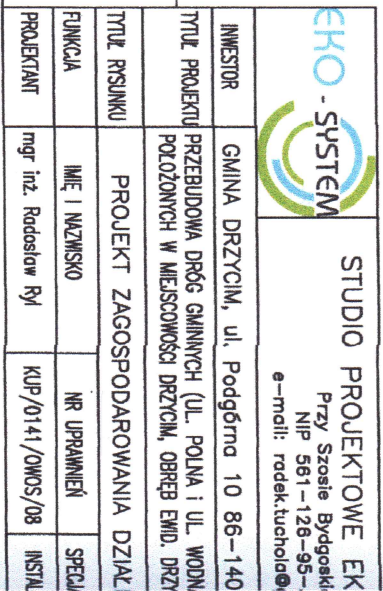 EKO - SYSTEM
STUDIO PROJEKTOWE EK
Przy Szosie Bydgoskie
NIP 561-126-95-
e-mail: radek.tuchola@
INWESTOR GMINA DRZYCIM, ul. Podgórna 10 86-140
TYTUŁ PROJEKTU PRZEBUDOWA DRÓG GMINNYCH (UL. POLNA i UL. WODN
POŁOŻONYCH W MIEJSCOWOŚCI DRZYCIM, OBRĘB EWID. DRZY
TYTUŁ RYSUNKU PROJEKT ZAGOSPODAROWANIA DZIAŁ
FUNKCJA IMIĘ I NAZWISKO NR UPRAWNIEŃ SPECJ
PROJEKTANT mgr inż. Radosław Ryl KUP/0141/OWOS/08 INSTAL